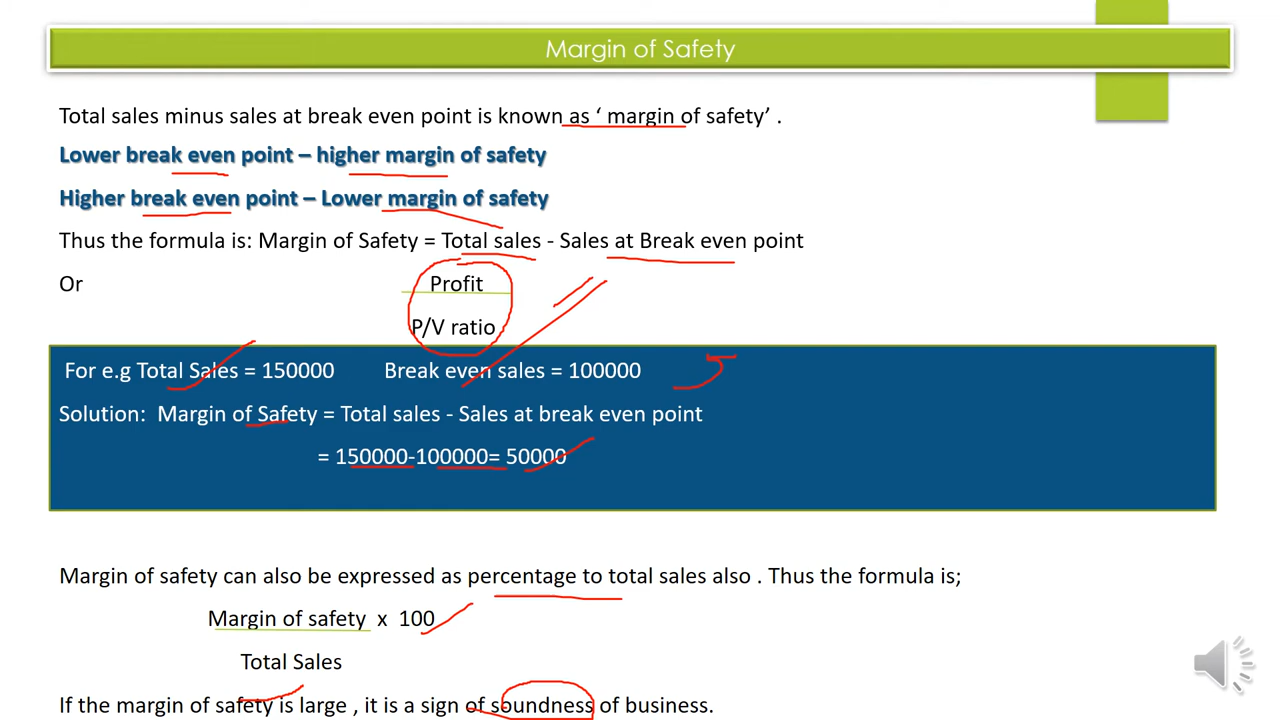 Margin of Safety
Total sales minus sales at break even point is known as ‘ margin of safety’ .
Lower break even point – higher margin of safety
Higher break even point – Lower margin of safety
Thus the formula is: Margin of Safety = Total sales - Sales at Break even point
Or Profit
P/V ratio
For e.g Total Sales = 150000 Break even sales = 100000
Solution: Margin of Safety = Total sales - Sales at break even point
= 150000-100000= 50000
Margin of safety can also be expressed as percentage to total sales also . Thus the formula is;
Margin of safety x 100
Total Sales
If the margin of safety is large , it is a sign of soundness of business.